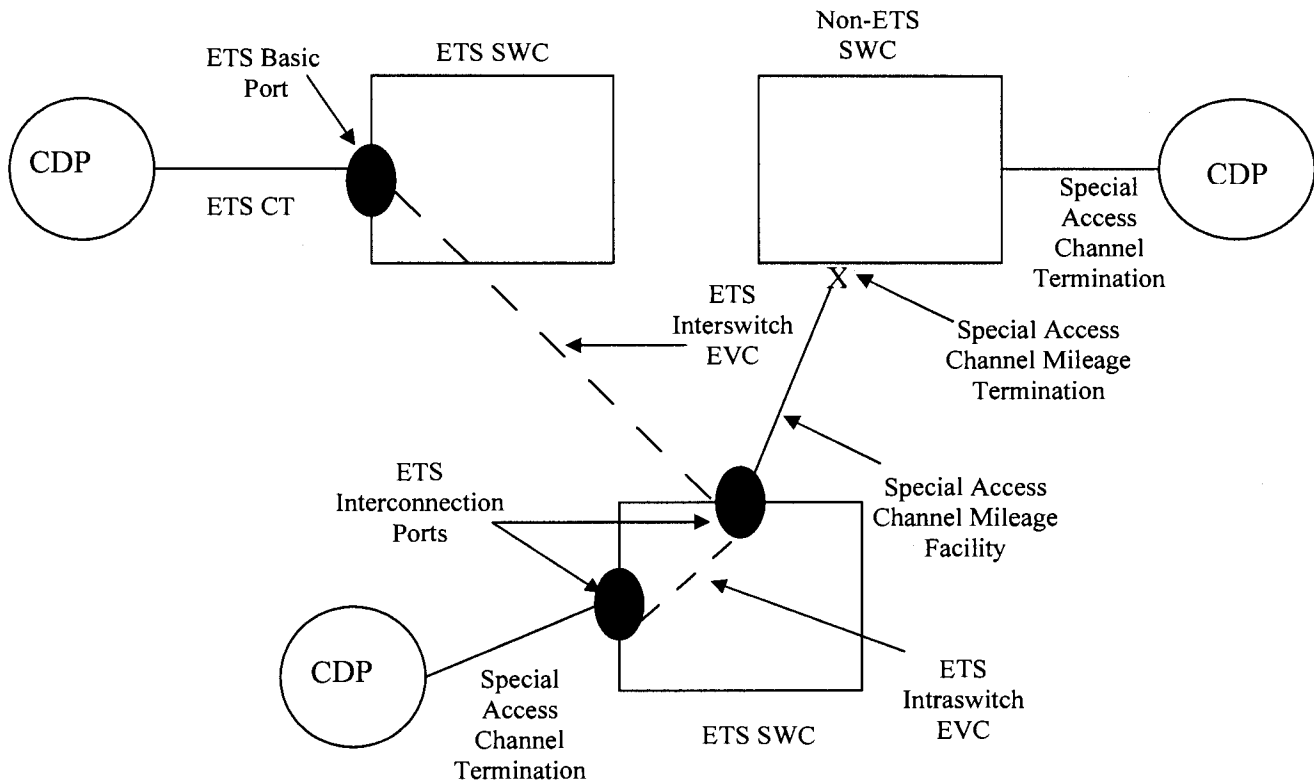 ETS Basic
Port
ETS SWC
Non-ETS
SWC
CDP
ETS CT
CDP
Special
Access
Channel
Termination
X
ETS
Interswitch
EVC
Special Access
Channel Mileage
Termination
ETS
Interconnection
Ports
Special Access
Channel Mileage
Facility
CDP
Special
Access
Channel
Termination
ETS SWC
ETS
Intraswitch
EVC